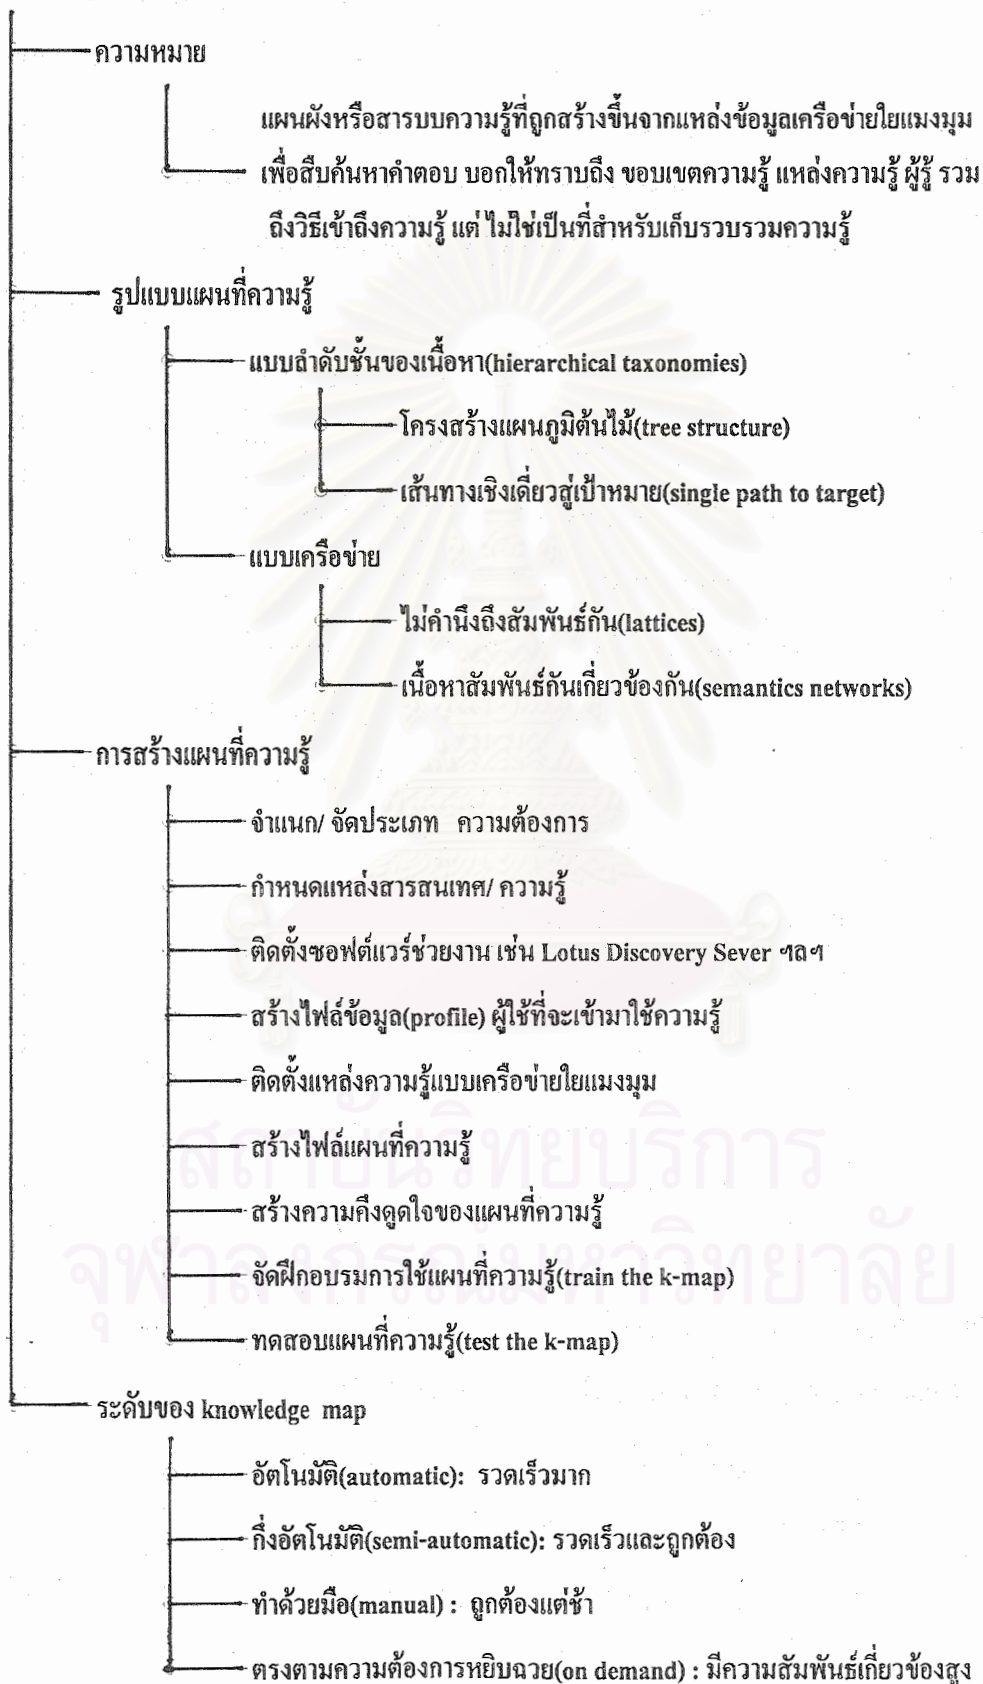 ความหมาย
แผนผังหรือสารบบความรู้ที่ถูกสร้างขึ้นจากแหล่งข้อมูลเครือข่ายใยแมงมุม
เพื่อสืบค้นหาคำตอบ บอกให้ทราบถึง ขอบเขตความรู้ แหล่งความรู้ ผู้รู้ รวม
ถึงวิธีเข้าถึงความรู้ แต่ ไม่ใช่เป็นที่สำหรับเก็บรวบรวมความรู้
รูปแบบแผนที่ความรู้
แบบลำดับชั้นของเนื้อหา(hierarchical taxonomies)
โครงสร้างแผนภูมิต้นไม้(tree structure)
เส้นทางเชิงเดี่ยวสู่เป้าหมาย(single path to target)
แบบเครือข่าย
ไม่คำนึงถึงสัมพันธ์กัน(lattices)
เนื้อหาสัมพันธ์กันเกี่ยวข้องกัน(semantics networks)
การสร้างแผนที่ความรู้
จำแนก/ จัดประเภท ความต้องการ
กำหนดแหล่งสารสนเทศ/ ความรู้
ติดตั้งซอฟต์แวร์ช่วยงาน เช่น Lotus Discovery Sever ฯลฯ
สร้างไฟล์ข้อมูล(profile) ผู้ใช้ที่จะเข้ามาใช้ความรู้
ติดตั้งแหล่งความรู้แบบเครือข่ายใยแมงมุม
สร้างไฟล์แผนที่ความรู้
สร้างความดึงดูดใจของแผนที่ความรู้
จัดฝึกอบรมการใช้แผนที่ความรู้(train the k-map)
ทดสอบแผนที่ความรู้(test the k-map)
ระดับของ knowledge map
อัตโนมัติ(automatic): รวดเร็วมาก
กึ่งอัตโนมัติ(semi-automatic): รวดเร็วและถูกต้อง
ทำด้วยมือ(manual) : ถูกต้องแต่ช้า
ตรงตามความต้องการหยิบฉวย(on demand) : มีความสัมพันธ์เกี่ยวข้องสูง
สถาบันวิทยบริการ
จุฬาลงกรณ์มหาวิทยาลัย